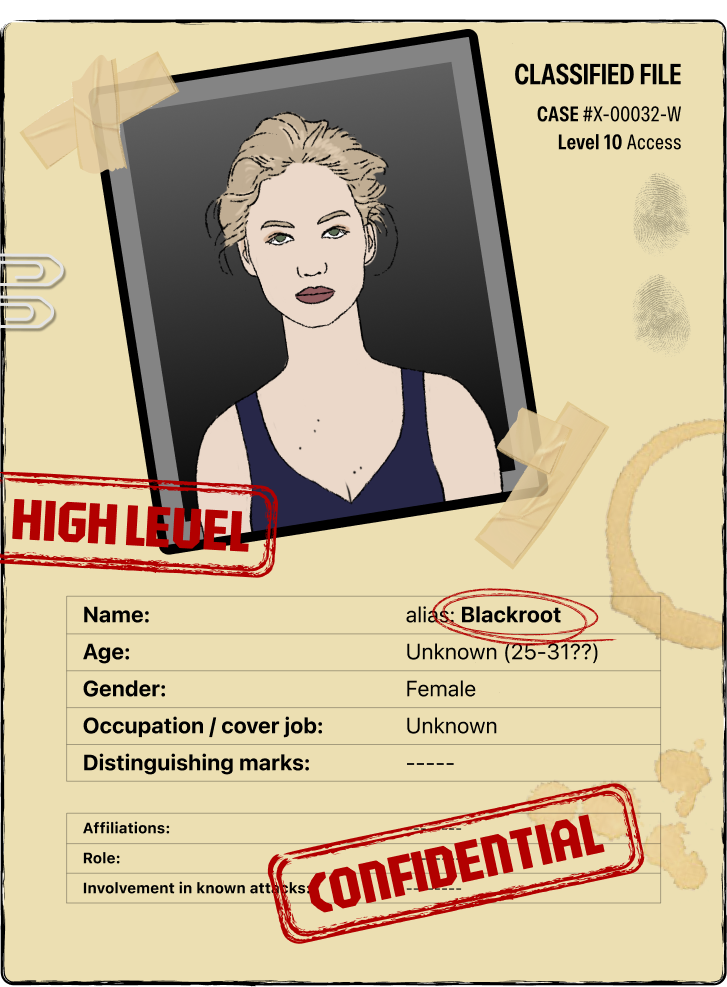 CLASSIFIED FILE
CASE #X-00032-W
Level 10 Access
HIGH LEVEL
Name: alias: Blackroot
Age: Unknown (25-31??)
Gender: Female
Occupation / cover job: Unknown
Distinguishing marks: -----
Affiliations: --------
Role: --------
Involvement in known attacks: --------
CONFIDENTIAL